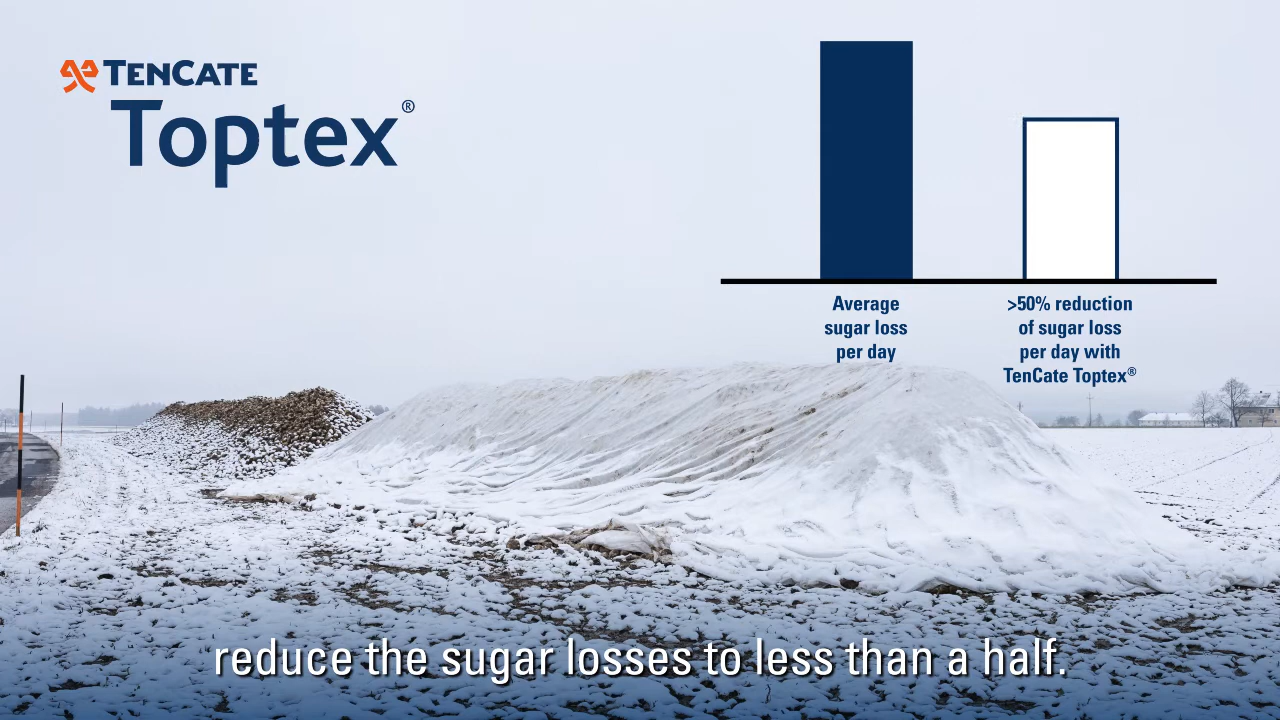 TENCATE
Toptex®
Average
sugar loss
per day
>50% reduction
of sugar loss
per day with
TenCate Toptex®
reduce the sugar losses to less than a half.